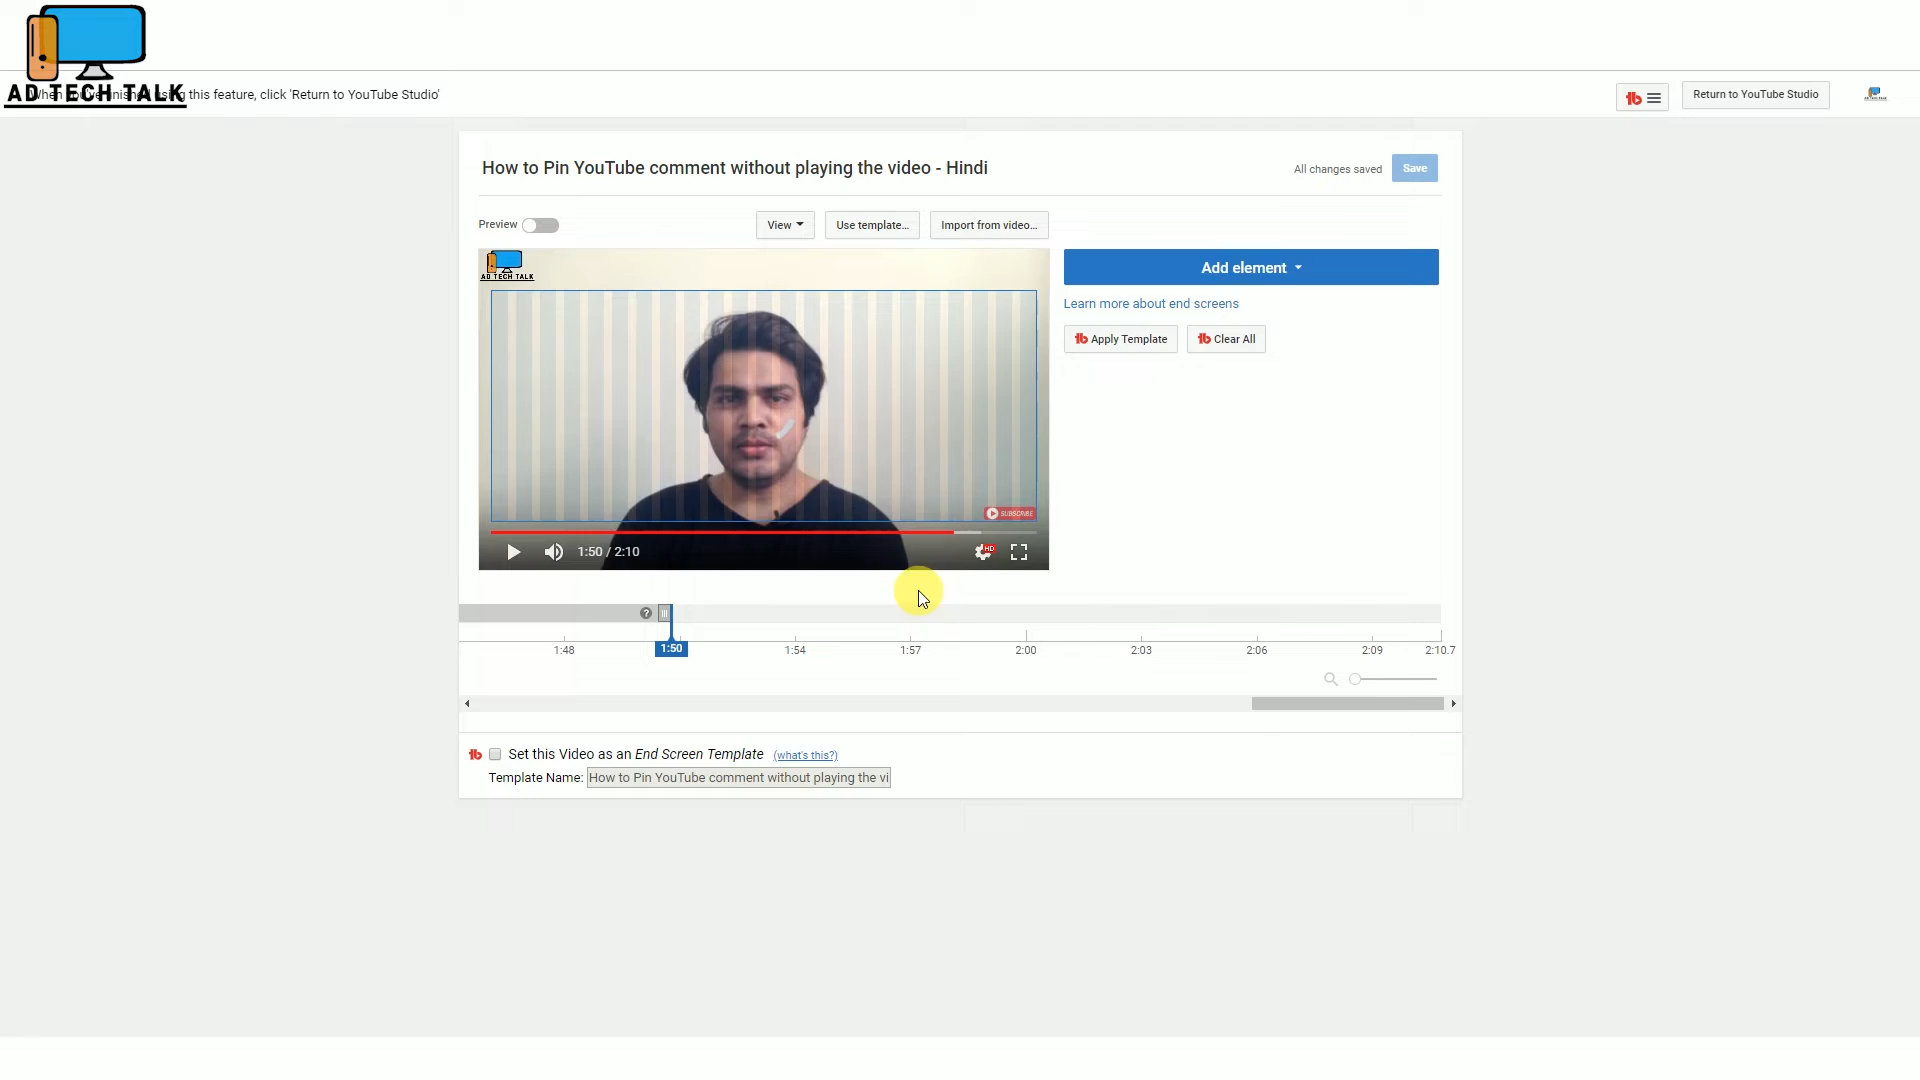 AD TECH TALK
this feature, click 'Return to YouTube Studio'
Return to YouTube Studio
How to Pin YouTube comment without playing the video - Hindi
All changes saved
Save
Preview
View
Use template...
Import from video...
AD TECH TALK
Add element
Learn more about end screens
Apply Template
Clear All
SUBSCRIBE
1:50 / 2:10
HD
?
1:48
1:50
1:54
1:57
2:00
2:03
2:06
2:09
2:10.7
Set this Video as an End Screen Template (what's this?)
Template Name: How to Pin YouTube comment without playing the vi